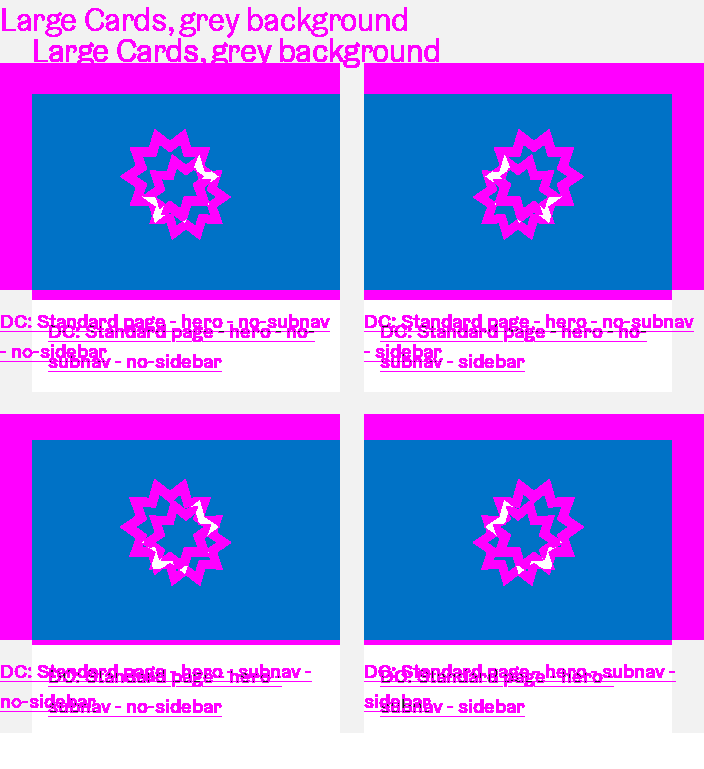 Large Cards, grey background
Large Cards, grey background
DC: Standard page - hero - no-subnav
- no-sidebar
DC: Standard page - hero - no-
subnav - no-sidebar
DC: Standard page - hero - no-subnav
- sidebar
DC: Standard page - hero - no-
subnav - sidebar
DC: Standard page - hero - subnav -
no-sidebar
DC: Standard page - hero -
subnav - no-sidebar
DC: Standard page - hero - subnav -
sidebar
DC: Standard page - hero -
subnav - sidebar